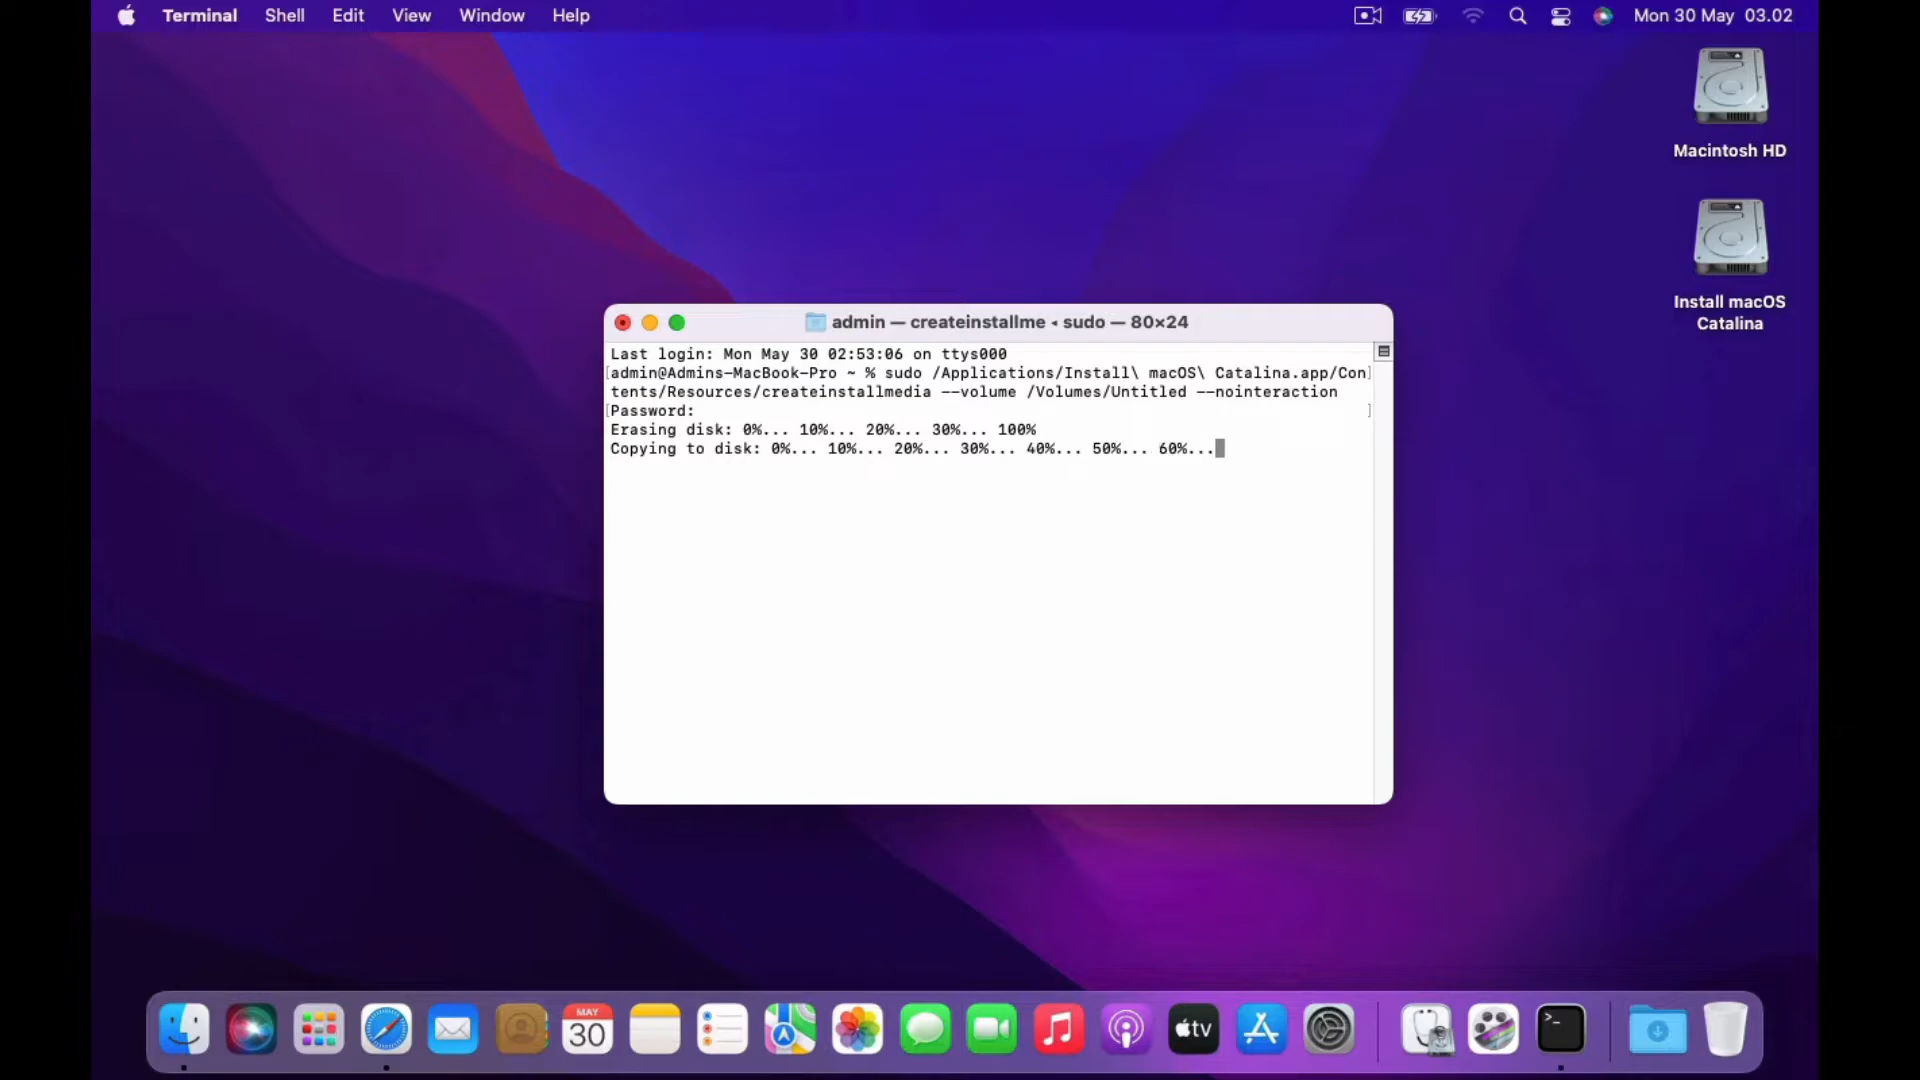 Terminal Shell Edit View Window Help Mon 30 May 03.02
Macintosh HD
Install macOS
Catalina
admin — createinstallme ◂ sudo — 80×24
Last login: Mon May 30 02:53:06 on ttys000
[admin@Admins-MacBook-Pro ~ % sudo /Applications/Install\ macOS\ Catalina.app/Con]
tents/Resources/createinstallmedia --volume /Volumes/Untitled --nointeraction
[Password: ]
Erasing disk: 0%... 10%... 20%... 30%... 100%
Copying to disk: 0%... 10%... 20%... 30%... 40%... 50%... 60%...
MAY
30
tv
>_